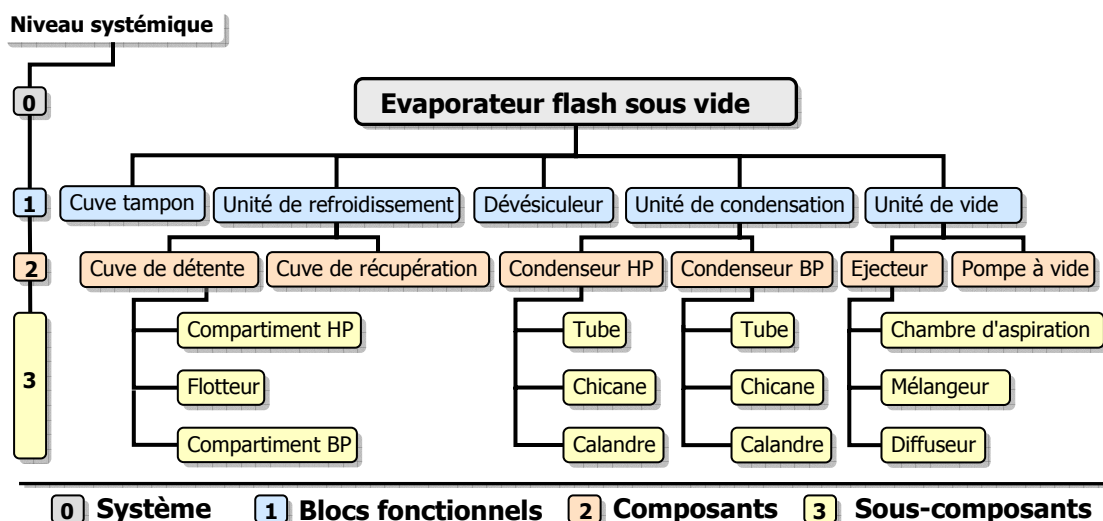 Niveau systémique
0
Evaporateur flash sous vide
1
Cuve tampon
Unité de refroidissement
Dévésiculeur
Unité de condensation
Unité de vide
2
Cuve de détente
Cuve de récupération
Condenseur HP
Condenseur BP
Ejecteur
Pompe à vide
3
Compartiment HP
Tube
Tube
Chambre d'aspiration
Flotteur
Chicane
Chicane
Mélangeur
Compartiment BP
Calandre
Calandre
Diffuseur
0 Système
1 Blocs fonctionnels
2 Composants
3 Sous-composants